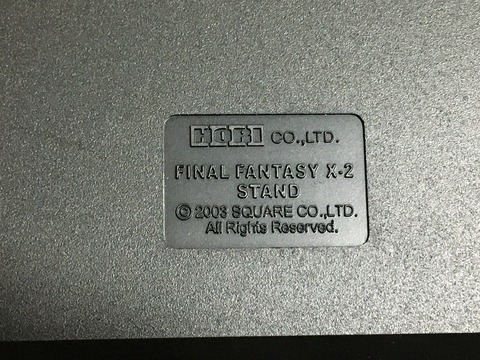 HORI CO.,LTD.
FINAL FANTASY X-2
STAND
© 2003 SQUARE CO.,LTD.
All Rights Reserved.